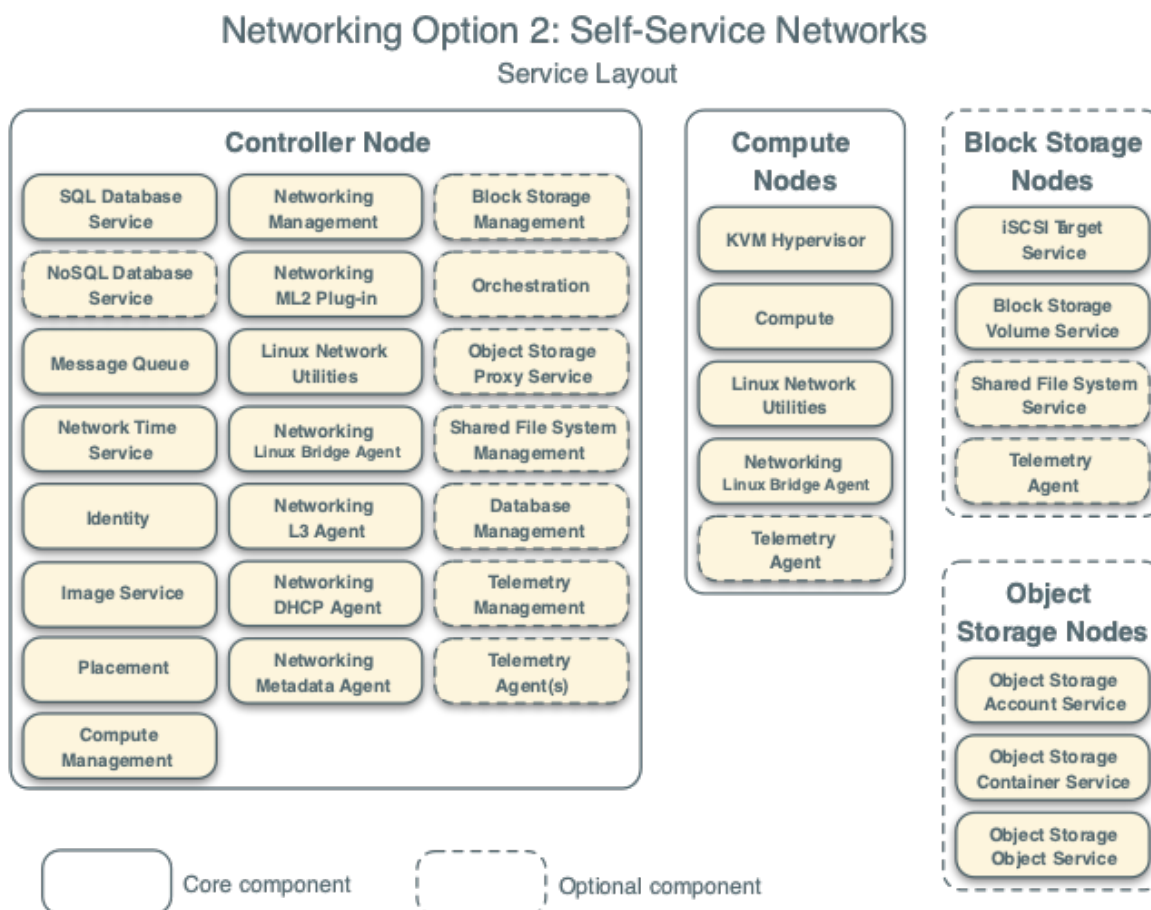 Networking Option 2: Self-Service Networks
Service Layout
Controller Node
SQL Database
Service
Networking
Management
Block Storage
Management
NoSQL Database
Service
Networking
ML2 Plug-in
Orchestration
Message Queue
Linux Network
Utilities
Object Storage
Proxy Service
Network Time
Service
Networking
Linux Bridge Agent
Shared File System
Management
Identity
Networking
L3 Agent
Database
Management
Image Service
Networking
DHCP Agent
Telemetry
Management
Placement
Networking
Metadata Agent
Telemetry
Agent(s)
Compute
Management
Compute
Nodes
KVM Hypervisor
Compute
Linux Network
Utilities
Networking
Linux Bridge Agent
Telemetry
Agent
Block Storage
Nodes
iSCSI Target
Service
Block Storage
Volume Service
Shared File System
Service
Telemetry
Agent
Object
Storage Nodes
Object Storage
Account Service
Object Storage
Container Service
Object Storage
Object Service
Core component
Optional component